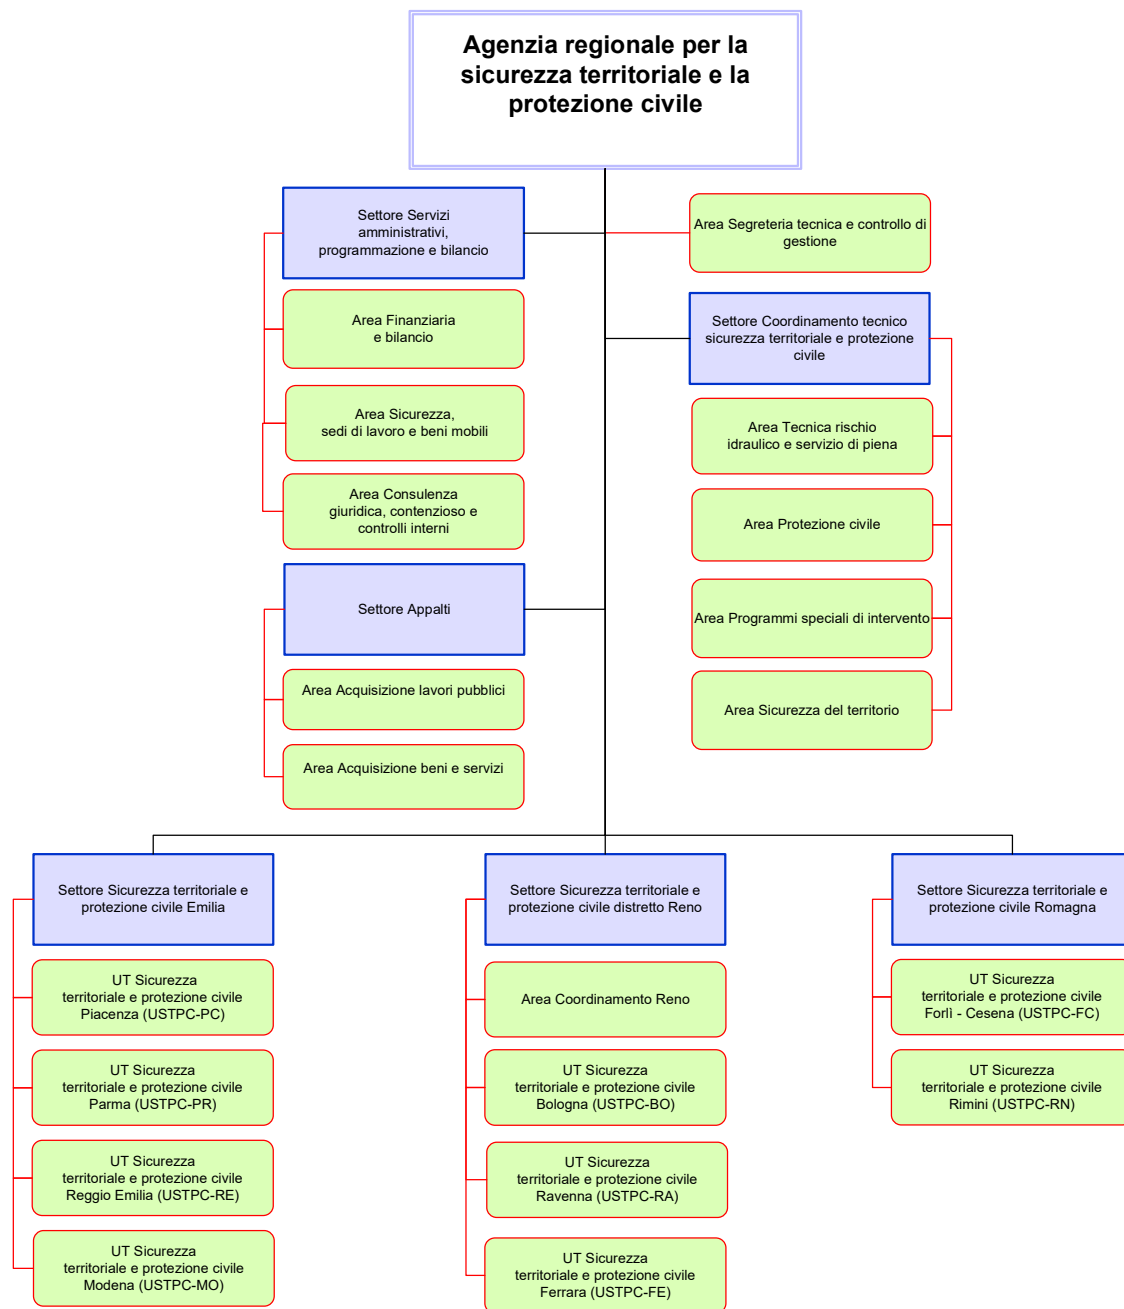 Agenzia regionale per la
sicurezza territoriale e la
protezione civile
Settore Servizi
amministrativi,
programmazione e bilancio
Area Finanziaria
e bilancio
Area Sicurezza,
sedi di lavoro e beni mobili
Area Consulenza
giuridica, contenzioso e
controlli interni
Settore Appalti
Area Acquisizione lavori pubblici
Area Acquisizione beni e servizi
Area Segreteria tecnica e controllo di
gestione
Settore Coordinamento tecnico
sicurezza territoriale e protezione
civile
Area Tecnica rischio
idraulico e servizio di piena
Area Protezione civile
Area Programmi speciali di intervento
Area Sicurezza del territorio
Settore Sicurezza territoriale e
protezione civile Emilia
UT Sicurezza
territoriale e protezione civile
Piacenza (USTPC-PC)
UT Sicurezza
territoriale e protezione civile
Parma (USTPC-PR)
UT Sicurezza
territoriale e protezione civile
Reggio Emilia (USTPC-RE)
UT Sicurezza
territoriale e protezione civile
Modena (USTPC-MO)
Settore Sicurezza territoriale e
protezione civile distretto Reno
Area Coordinamento Reno
UT Sicurezza
territoriale e protezione civile
Bologna (USTPC-BO)
UT Sicurezza
territoriale e protezione civile
Ravenna (USTPC-RA)
UT Sicurezza
territoriale e protezione civile
Ferrara (USTPC-FE)
Settore Sicurezza territoriale e
protezione civile Romagna
UT Sicurezza
territoriale e protezione civile
Forlì - Cesena (USTPC-FC)
UT Sicurezza
territoriale e protezione civile
Rimini (USTPC-RN)